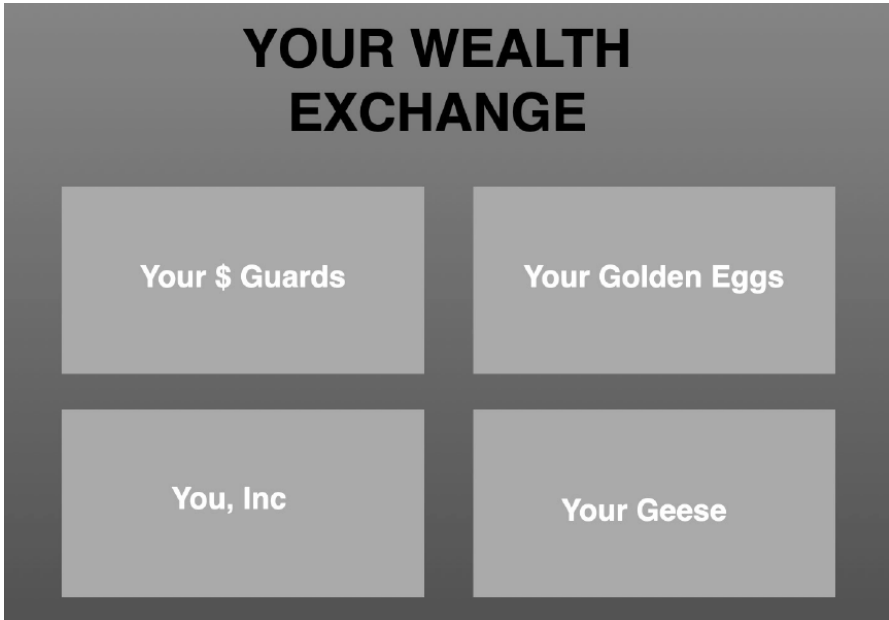 YOUR WEALTH
EXCHANGE
Your $ Guards
Your Golden Eggs
You, Inc
Your Geese